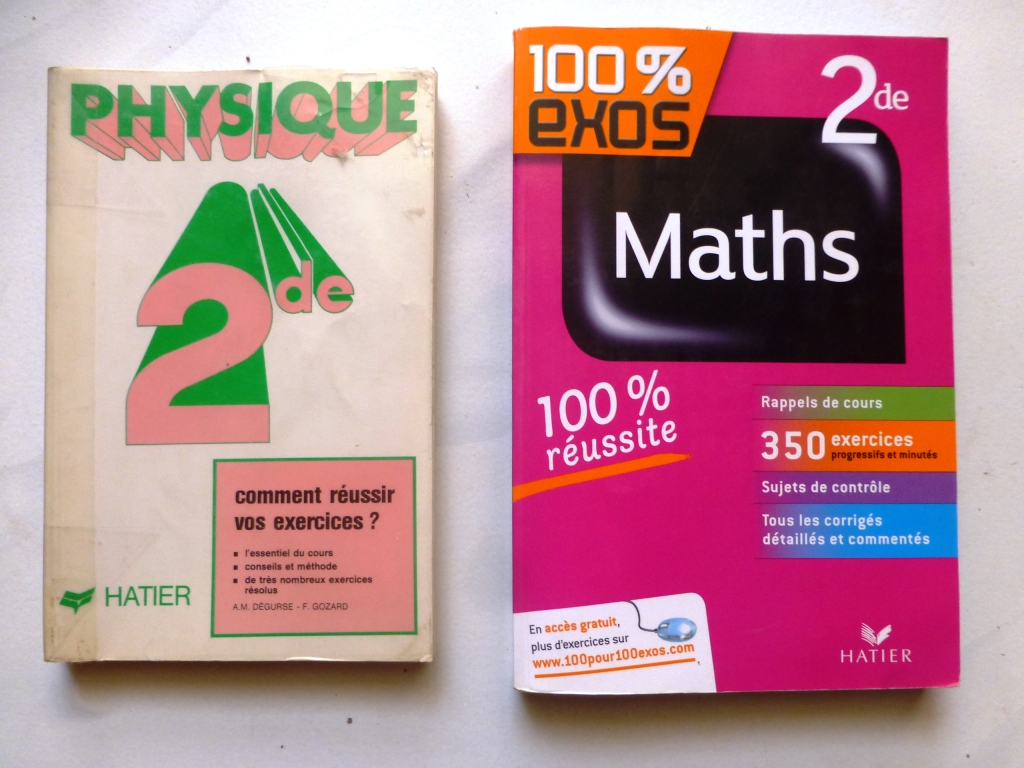 PHYSIQUE
2de
comment réussir
vos exercices ?
▪ l'essentiel du cours
▪ conseils et méthode
▪ de très nombreux exercices
résolus
A.M. DÉGURSE - F. GOZARD
HATIER
100 %
exos
2de
Maths
100 %
réussite
Rappels de cours
350 exercices
progressifs et minutés
Sujets de contrôle
Tous les corrigés
détaillés et commentés
En accès gratuit,
plus d'exercices sur
www.100pour100exos.com
HATIER